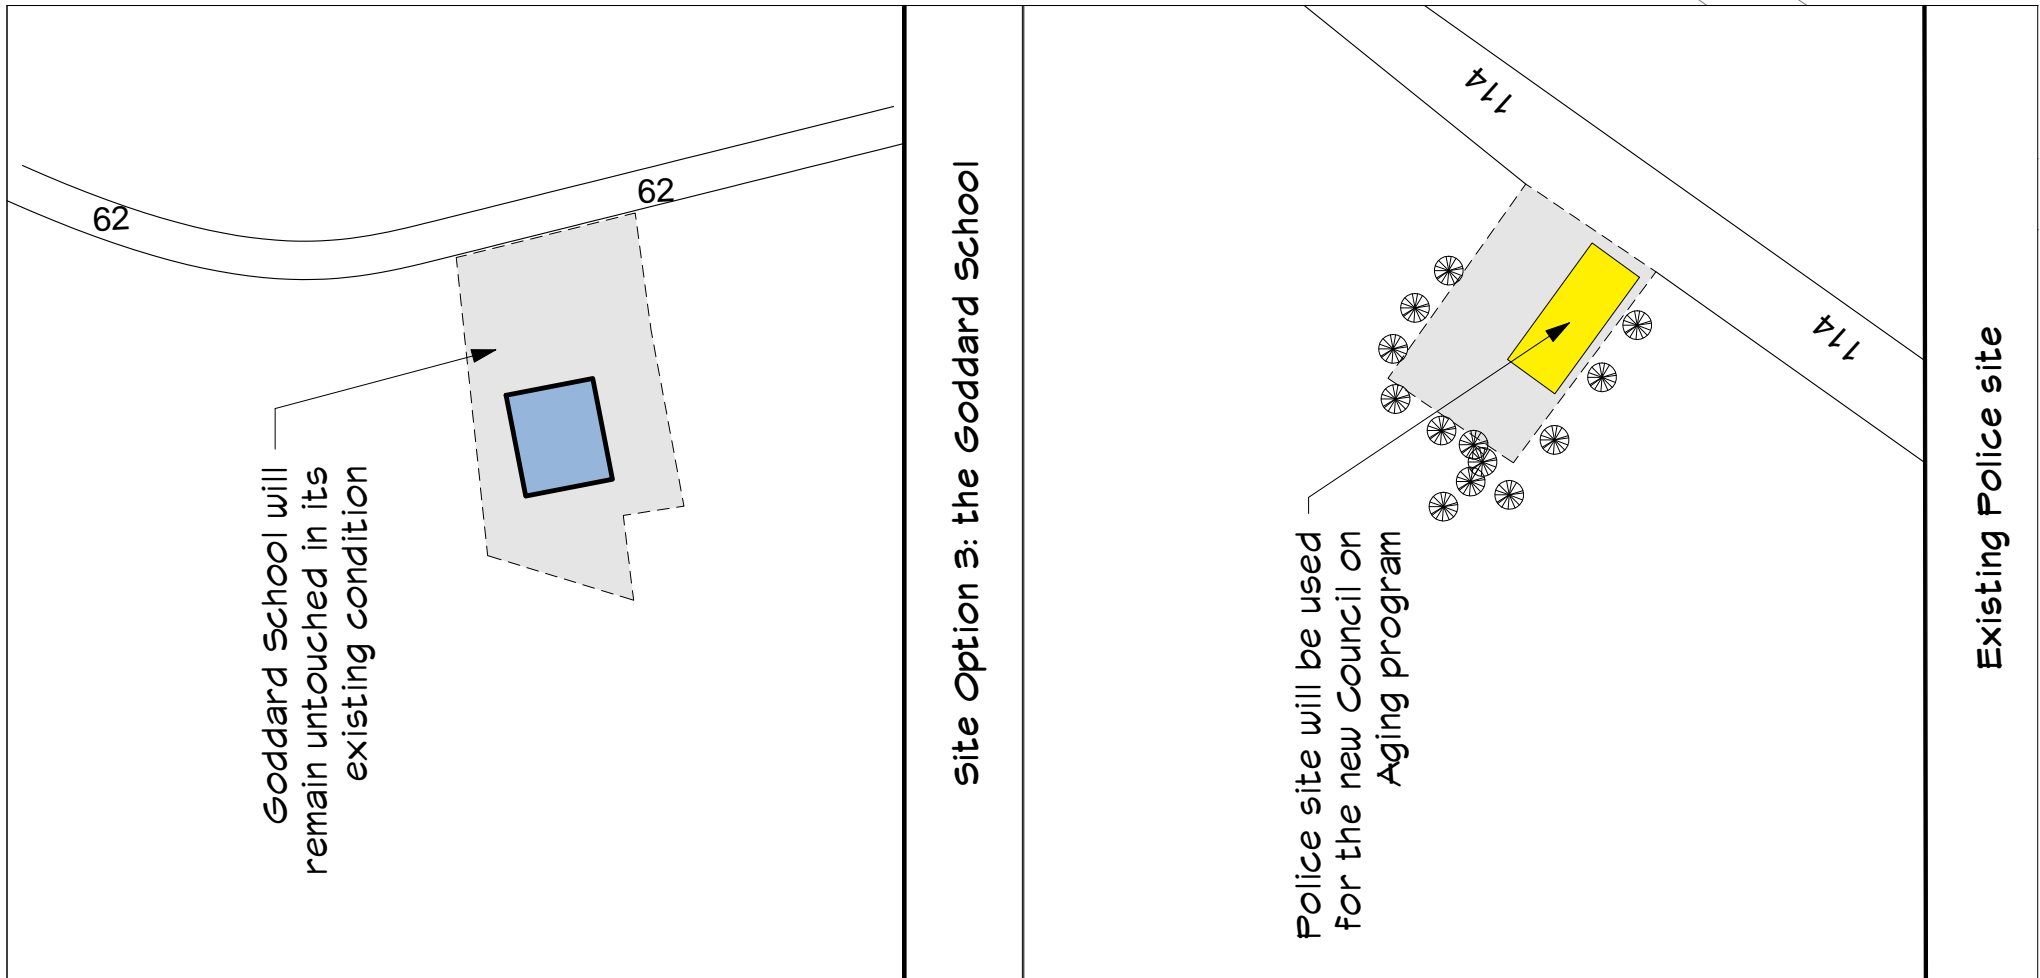 62
62
Goddard School will
remain untouched in its
existing condition
Site Option 3: the Goddard School
114
114
Police site will be used
for the new Council on
Aging program
Existing Police site